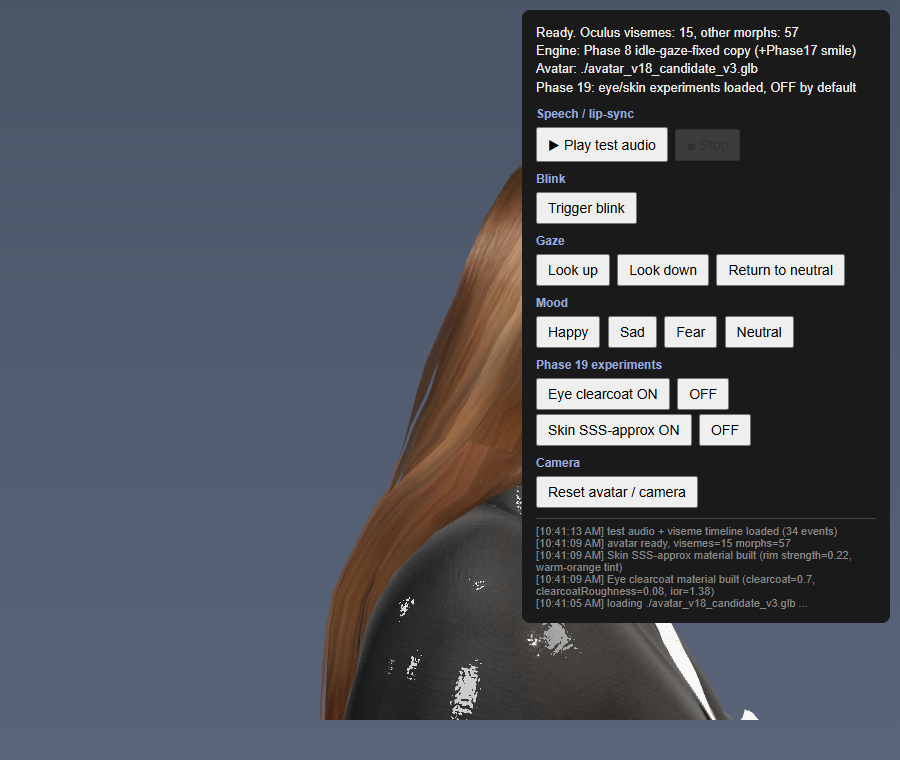 Ready. Oculus visemes: 15, other morphs: 57
Engine: Phase 8 idle-gaze-fixed copy (+Phase17 smile)
Avatar: ./avatar_v18_candidate_v3.glb
Phase 19: eye/skin experiments loaded, OFF by default
Speech / lip-sync
▶ Play test audio ■ Stop
Blink
Trigger blink
Gaze
Look up Look down Return to neutral
Mood
Happy Sad Fear Neutral
Phase 19 experiments
Eye clearcoat ON OFF
Skin SSS-approx ON OFF
Camera
Reset avatar / camera
[10:41:13 AM] test audio + viseme timeline loaded (34 events)
[10:41:09 AM] avatar ready, visemes=15 morphs=57
[10:41:09 AM] Skin SSS-approx material built (rim strength=0.22,
warm-orange tint)
[10:41:09 AM] Eye clearcoat material built (clearcoat=0.7,
clearcoatRoughness=0.08, ior=1.38)
[10:41:05 AM] loading ./avatar_v18_candidate_v3.glb ...